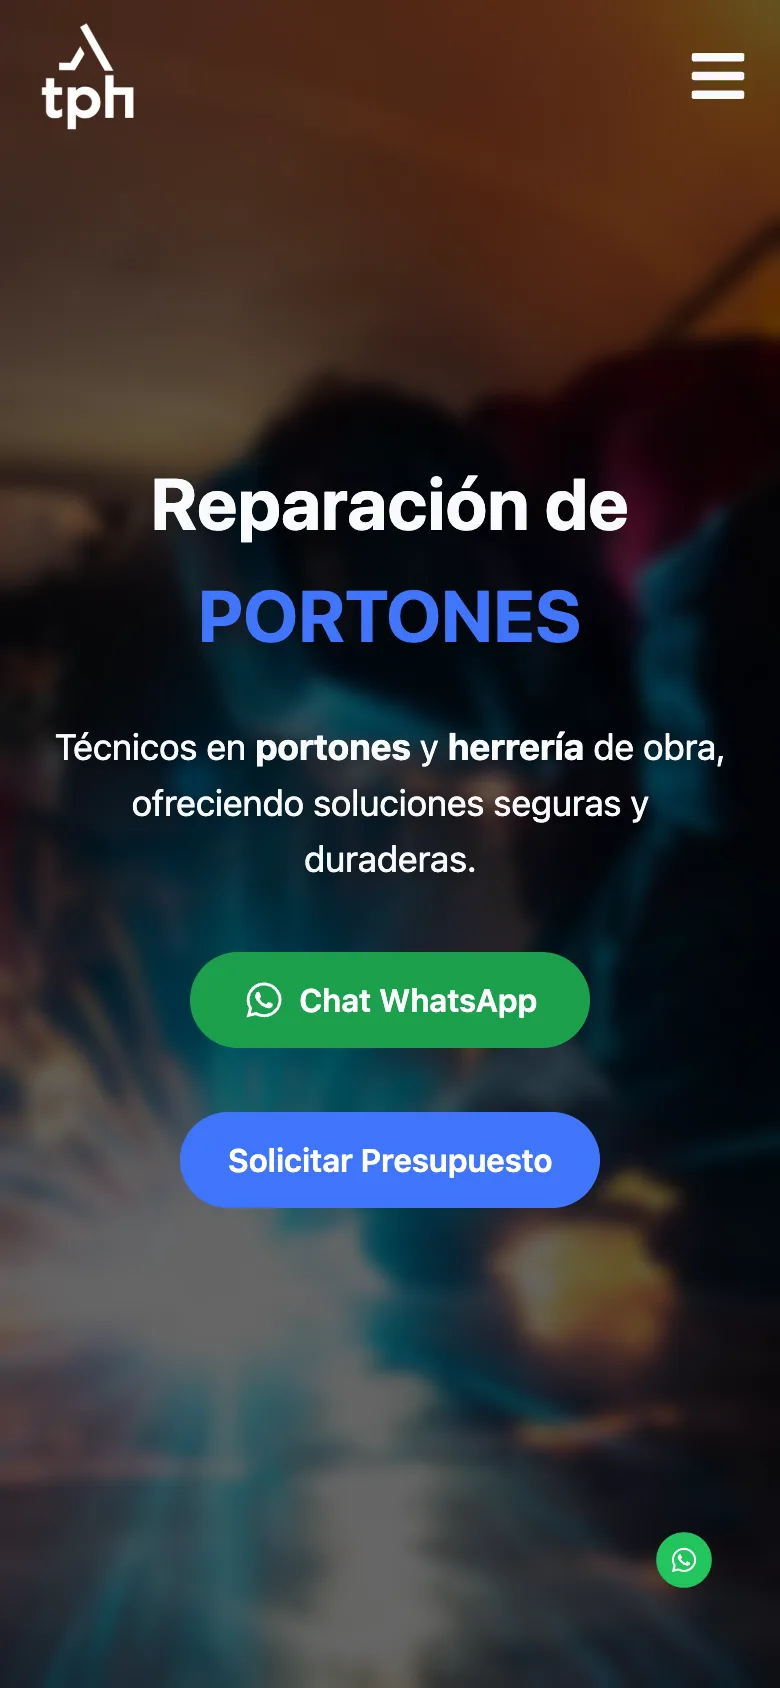 tph
Reparación de
PORTONES
Técnicos en portones y herrería de obra,
ofreciendo soluciones seguras y
duraderas.
Chat WhatsApp
Solicitar Presupuesto